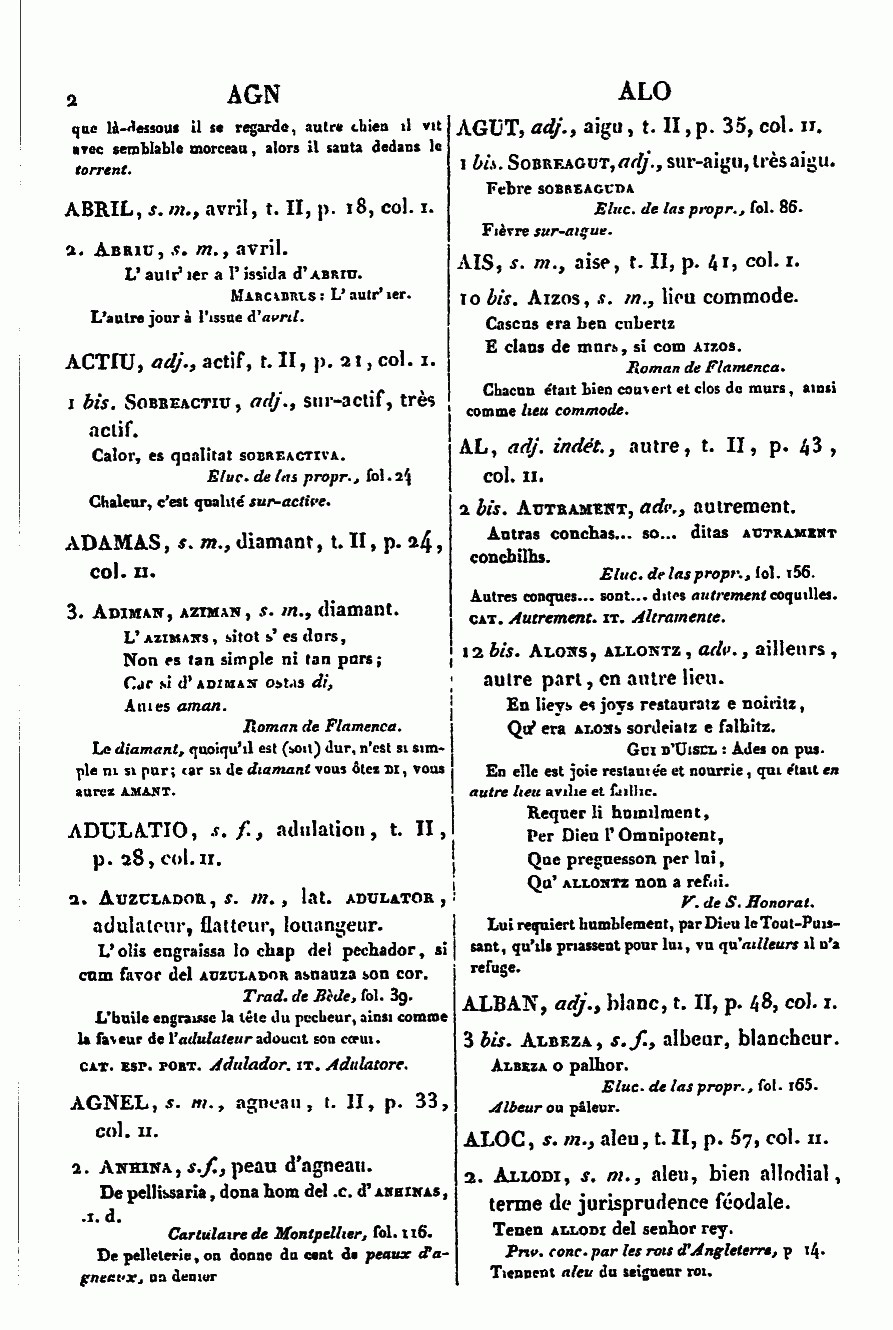 2 AGN ALO
que là-dessous il se regarde, autre chien il vit
avec semblable morceau, alors il sauta dedans le
torrent.
ABRIL, s. m., avril, t. II, p. 18, col. I.
2. ABRIU, s. m., avril.
L' autr' ier a l' issida d' ABRIU.
MARCABRUS : L' autr' ier.
L'autre jour à l'issue d'avril.
ACTIU, adj., actif, t. II, p. 21, col. I.
1 bis. SOBREACTIU, adj., sur-actif, très
actif.
Calor, es qualitat SOBREACTIVA.
Eluc. de las propr., fol. 24
Chaleur, c'est qualité sur-active.
ADAMAS, s. m., diamant, t. II, p. 24,
col. II.
3. ADIMAN, AZIMAN, s. m., diamant.
L' AZIMANS, sitot s' es durs,
Non es tan simple ni tan purs;
Car si d' ADIMAN ostas di,
Auies aman.
Roman de Flamenca.
Le diamant, quoiqu'il est (soit) dur, n'est si sim-
ple ni si pur; car si de diamant vous ôtez DI, vous
aurez AMANT.
ADULATIO, s. f., adulation, t. II,
p. 28, col. II.
2. AUZULADOR, s. m., lat. ADULATOR,
adulateur, flatteur, louangeur.
L' olis engraissa lo chap del pechador, si
cum favor del AUZULADOR asuauza son cor.
Trad. de Bède, fol. 39.
L'huile engraisse la tête du pecheur, ainsi comme
la faveur de l'adulateur adoucit son cœur.
CAT. ESP. PORT. Adulador. IT. Adulatore.
AGNEL, s. m., agneau, t. II, p. 33,
col. II.
2. ANHINA, s. f., peau d'agneau.
De pellissaria, dona hom del .c. d' ANHINAS,
.I. d.
Cartulaire de Montpellier, fol. 116.
De pelleterie, on donne du cent de peaux d'a-
gneaux, un denier
AGUT, adj., aigu, t. II, p. 35, col. II.
1 bis. SOBREAGUT, adj., sur-aigu, très aigu.
Febre SOBREAGUDA
Eluc. de las propr., fol. 86.
Fièvre sur-aigue.
AIS, s. m., aise, t. II, p. 41, col. I.
10 bis. AIZOS, s. m., lieu commode.
Cascus era ben cubertz
E claus de murs, si com AIZOS.
Roman de Flamenca.
Chacun était bien couvert et clos de murs, ainsi
comme lieu commode.
AL, adj. indét., autre, t. II, p. 43,
col. II.
2 bis. AUTRAMENT, adv., autrement.
Autras conchas... so... ditas AUTRAMENT
conchilhs.
Eluc. de las propr., fol. 156.
Autres conques... sont... dites autrement coquilles.
CAT. Autrement. IT. Altramente.
12 bis. ALONS, ALLONTZ, adv., ailleurs,
autre part, en autre lieu.
En lieys es joys restauratz e noiritz,
Qu' era ALONS sordeiatz e falhitz.
GUI D'UISEL : Ades on pus.
En elle est joie restaurée et nourrie, qui était en
autre lieu avilie et faillie.
Requer li humilment,
Per Dieu l' Omnipotent,
Que preguesson per lui,
Qu' ALLONTZ non a refui.
V. de S. Honorat.
Lui requiert humblement, par Dieu le Tout-Puis-
sant, qu'ils priassent pour lui, vu qu'ailleurs il n'a
refuge.
ALBAN, adj., blanc, t. II, p. 48, col. I.
3 bis. ALBEZA, s. f., albeur, blancheur.
ALBEZA o palhor.
Eluc. de las propr., fol. 165.
Albeur ou pâleur.
ALOC, s. m., aleu, t. II, p. 57, col. II.
2. ALLODI, s. m., aleu, bien allodial,
terme de jurisprudence féodale.
Tenen ALLODI del senhor rey.
Priv. conc. par les rois d'Angleterre, p 14.
Tiennent aleu du seigneur roi.